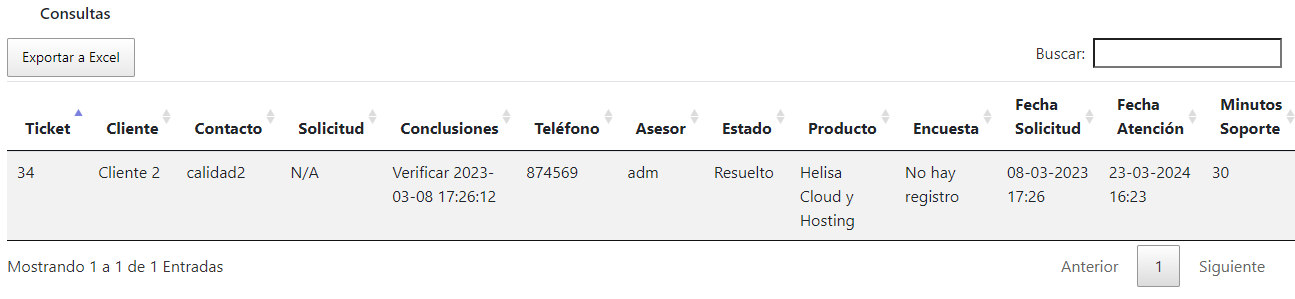 Consultas
Exportar a Excel
Buscar:
Ticket Cliente Contacto Solicitud Conclusiones Teléfono Asesor Estado Producto Encuesta Fecha Solicitud Fecha Atención Minutos Soporte
34 Cliente 2 calidad2 N/A Verificar 2023-03-08 17:26:12 874569 adm Resuelto Helisa Cloud y Hosting No hay registro 08-03-2023 17:26 23-03-2024 16:23 30
Mostrando 1 a 1 de 1 Entradas
Anterior 1 Siguiente